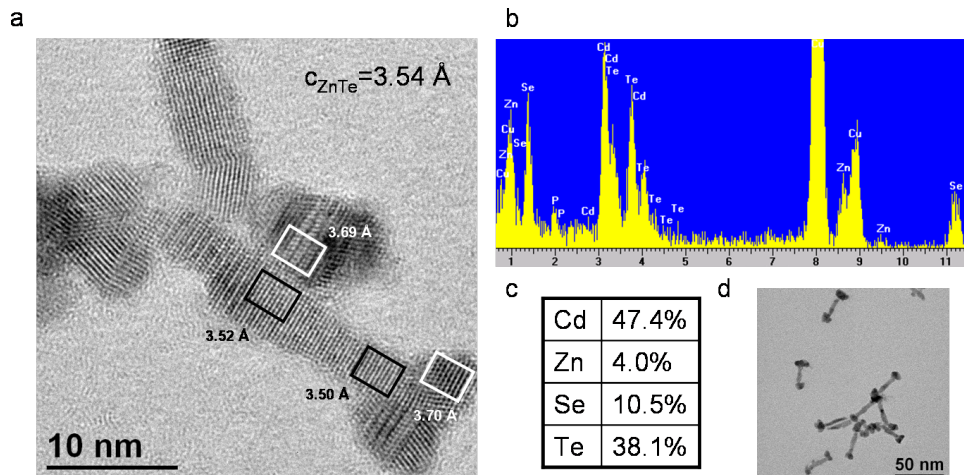 a
c_ZnTe=3.54 Å
3.69 Å
3.52 Å
3.50 Å
3.70 Å
10 nm
b
Cd
Cd
Te
Te
Cd
Se
Zn
Cu
Se
Z
P
P
Cd
Te
Te
Te
Te
Cu
Zn
Zn
Se
1 2 3 4 5 6 7 8 9 10 11
c
Cd 47.4%
Zn 4.0%
Se 10.5%
Te 38.1%
d
50 nm